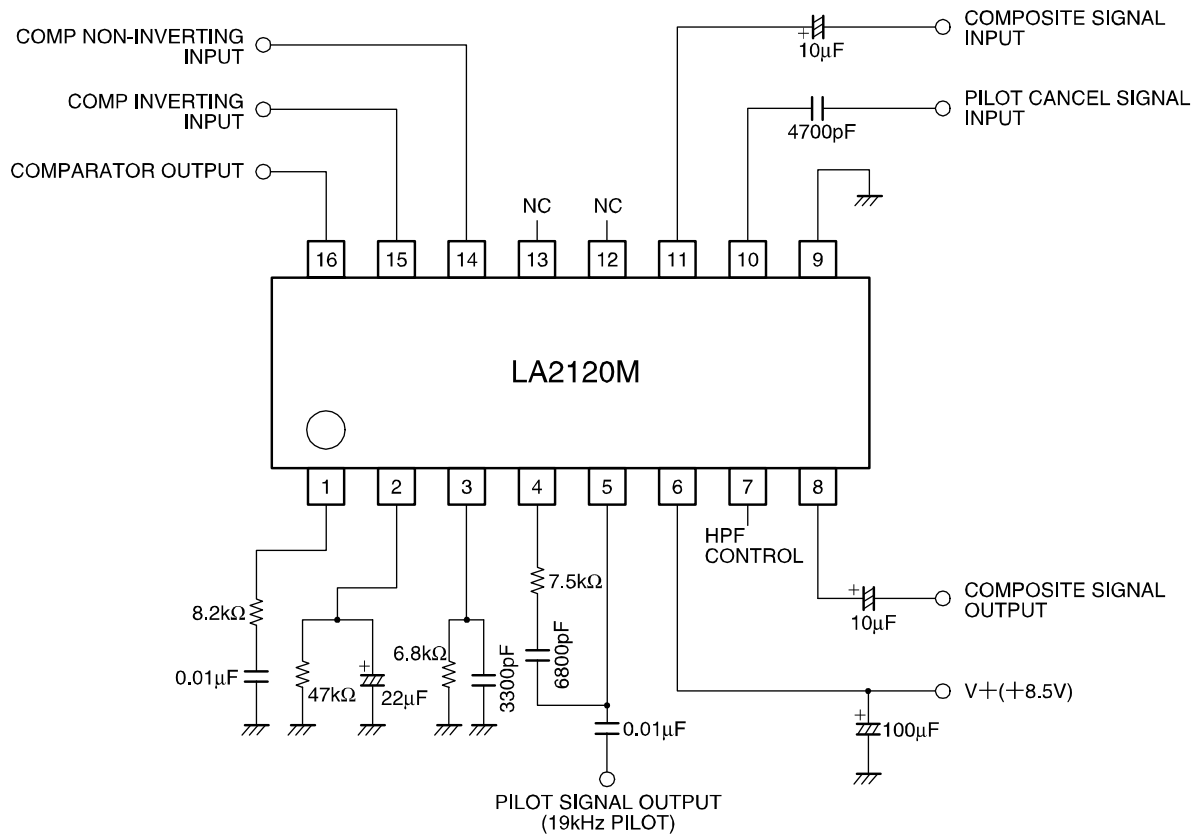 COMP NON-INVERTING
INPUT
COMP INVERTING
INPUT
COMPARATOR OUTPUT
10μF
COMPOSITE SIGNAL
INPUT
4700pF
PILOT CANCEL SIGNAL
INPUT
NC
NC
16
15
14
13
12
11
10
9
LA2120M
1
2
3
4
5
6
7
8
HPF
CONTROL
8.2kΩ
0.01μF
47kΩ
+
22μF
6.8kΩ
3300pF
7.5kΩ
6800pF
0.01μF
PILOT SIGNAL OUTPUT
(19kHz PILOT)
+
10μF
COMPOSITE SIGNAL
OUTPUT
V+(+8.5V)
+
100μF
+